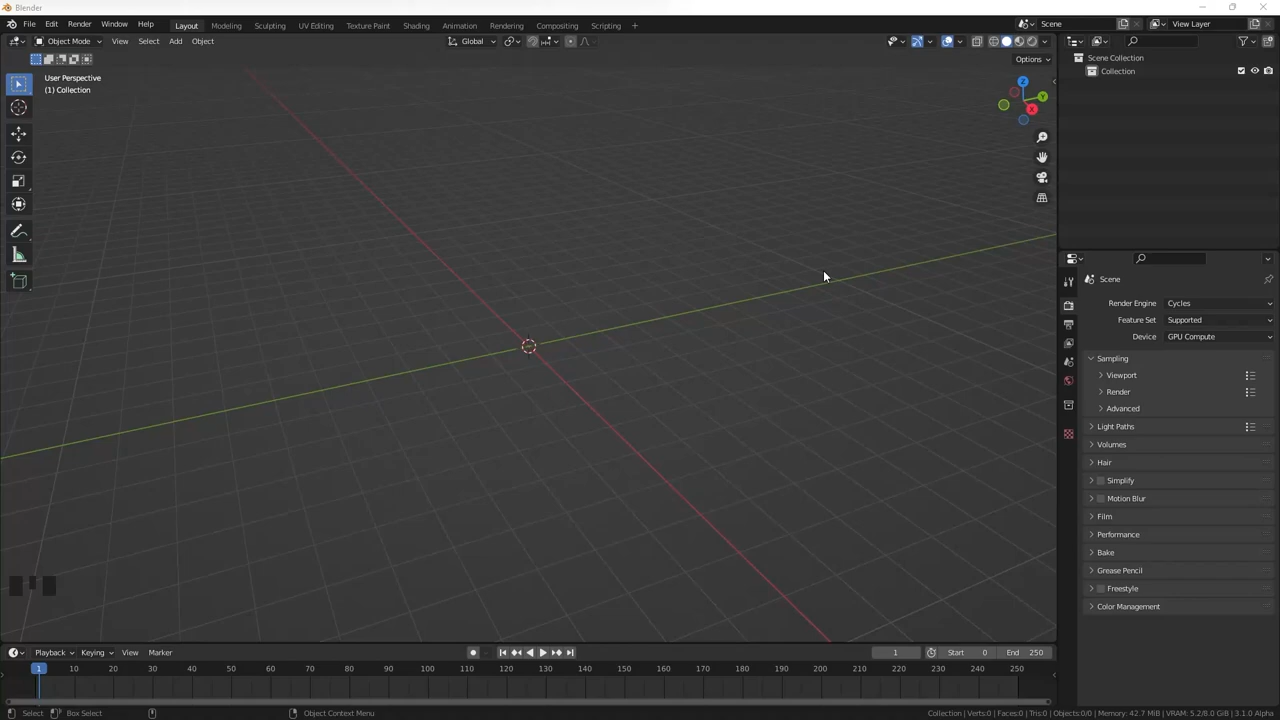 Blender
File Edit Render Window Help Layout Modeling Sculpting UV Editing Texture Paint Shading Animation Rendering Compositing Scripting + Scene View Layer
Object Mode View Select Add Object Global
Options
User Perspective
(1) Collection
Z
Y
X
Scene Collection
Collection
Scene
Render Engine Cycles
Feature Set Supported
Device GPU Compute
Sampling
Viewport
Render
Advanced
Light Paths
Volumes
Hair
Simplify
Motion Blur
Film
Performance
Bake
Grease Pencil
Freestyle
Color Management
Playback Keying View Marker 1 Start 0 End 250
1 10 20 30 40 50 60 70 80 90 100 110 120 130 140 150 160 170 180 190 200 210 220 230 240 250
Select Box Select Object Context Menu Collection | Verts:0 | Faces:0 | Tris:0 | Objects:0/0 | Memory: 42.7 MiB | VRAM: 5.2/8.0 GiB | 3.1.0 Alpha